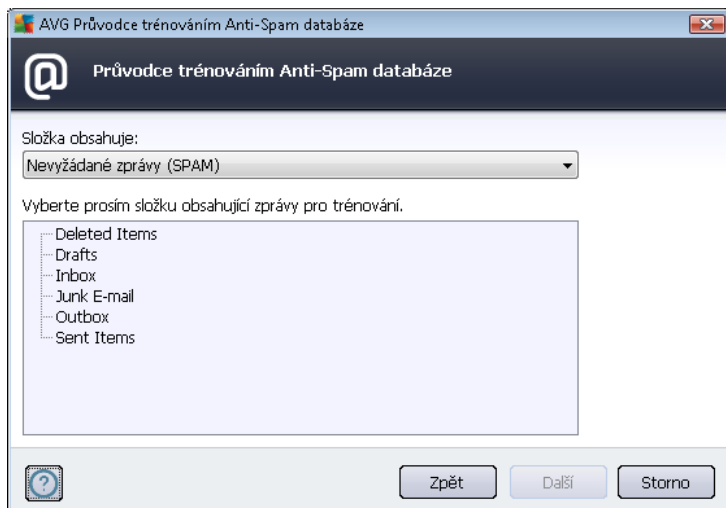 AVG Průvodce trénováním Anti-Spam databáze
@ Průvodce trénováním Anti-Spam databáze
Složka obsahuje:
Nevyžádané zprávy (SPAM)
Vyberte prosím složku obsahující zprávy pro trénování.
Deleted Items
Drafts
Inbox
Junk E-mail
Outbox
Sent Items
? Zpět Další Storno